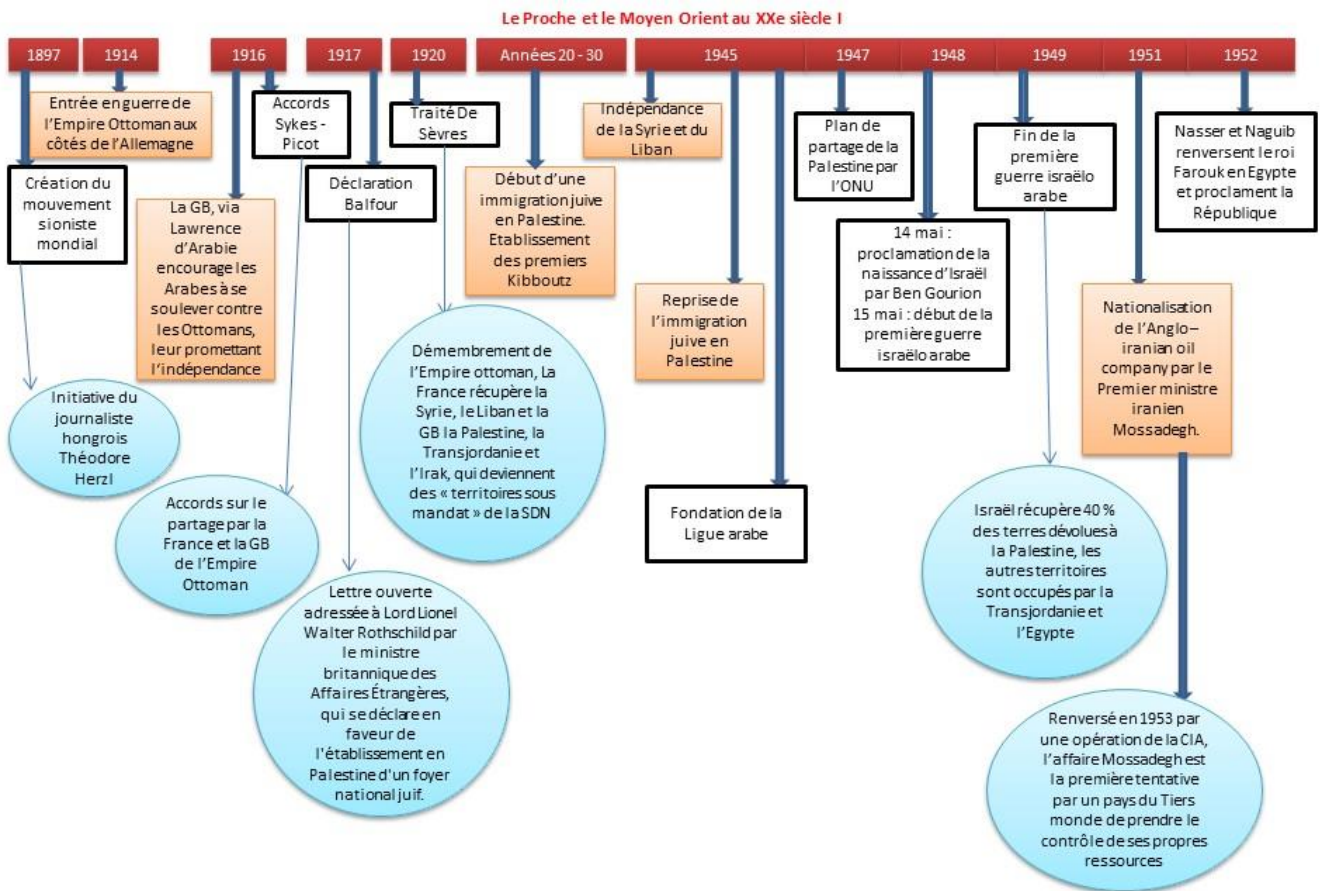 Le Proche et le Moyen Orient au XXe siècle I
1897
1914
1916
1917
1920
Années 20 - 30
1945
1947
1948
1949
1951
1952
Entrée en guerre de
l'Empire Ottoman aux
côtés de l'Allemagne
Création du
mouvement
sioniste
mondial
La GB, via
Lawrence
d'Arabie
encourage les
Arabes à se
soulever contre
les Ottomans,
leur promettant
l'indépendance
Accords
Sykes -
Picot
Déclaration
Balfour
Traité De
Sèvres
Début d'une
immigration juive
en Palestine.
Etablissement
des premiers
Kibboutz
Indépendance
de la Syrie et du
Liban
Reprise de
l'immigration
juive en
Palestine
Fondation de la
Ligue arabe
Plan de
partage de la
Palestine par
l'ONU
14 mai :
proclamation de la
naissance d'Israël
par Ben Gourion
15 mai : début de la
première guerre
israëlo arabe
Fin de la
première
guerre israëlo
arabe
Nationalisation
de l'Anglo–
iranian oil
company par le
Premier ministre
iranien
Mossadegh.
Nasser et Naguib
renversent le roi
Farouk en Egypte
et proclament la
République
Initiative du
journaliste
hongrois
Théodore
Herzl
Accords sur le
partage par la
France et la GB
de l'Empire
Ottoman
Lettre ouverte
adressée à Lord Lionel
Walter Rothschild par
le ministre
britannique des
Affaires Étrangères,
qui se déclare en
faveur de
l'établissement en
Palestine d'un foyer
national juif.
Démembrement de
l'Empire ottoman, La
France récupère la
Syrie, le Liban et la
GB la Palestine, la
Transjordanie et
l'Irak, qui deviennent
des « territoires sous
mandat » de la SDN
Israël récupère 40 %
des terres dévolues à
la Palestine, les
autres territoires
sont occupés par la
Transjordanie et
l'Egypte
Renversé en 1953 par
une opération de la CIA,
l'affaire Mossadegh est
la première tentative
par un pays du Tiers
monde de prendre le
contrôle de ses propres
ressources